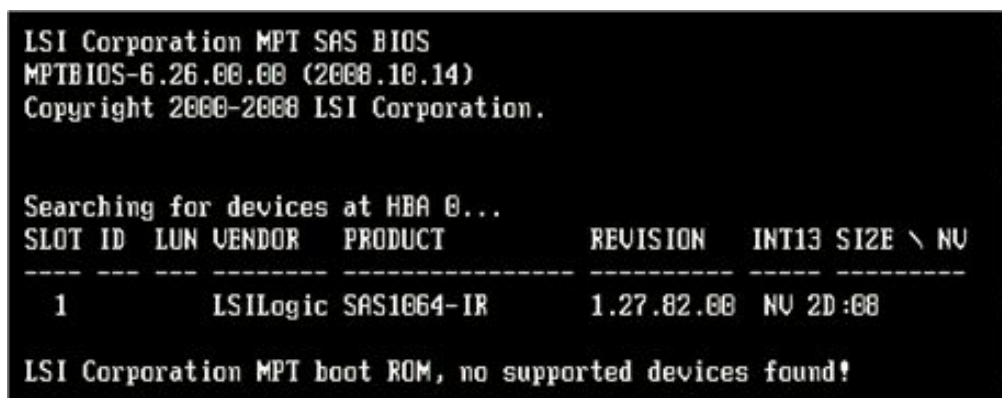 LSI Corporation MPT SAS BIOS
MPTBIOS-6.26.00.00 (2008.10.14)
Copyright 2000-2008 LSI Corporation.
Searching for devices at HBA 0...
SLOT ID LUN VENDOR PRODUCT REVISION INT13 SIZE \ NV
---- --- --- -------- ---------------- ---------- ----- ---------
1 LSILogic SAS1064-IR 1.27.82.00 NV 2D:08
LSI Corporation MPT boot ROM, no supported devices found!